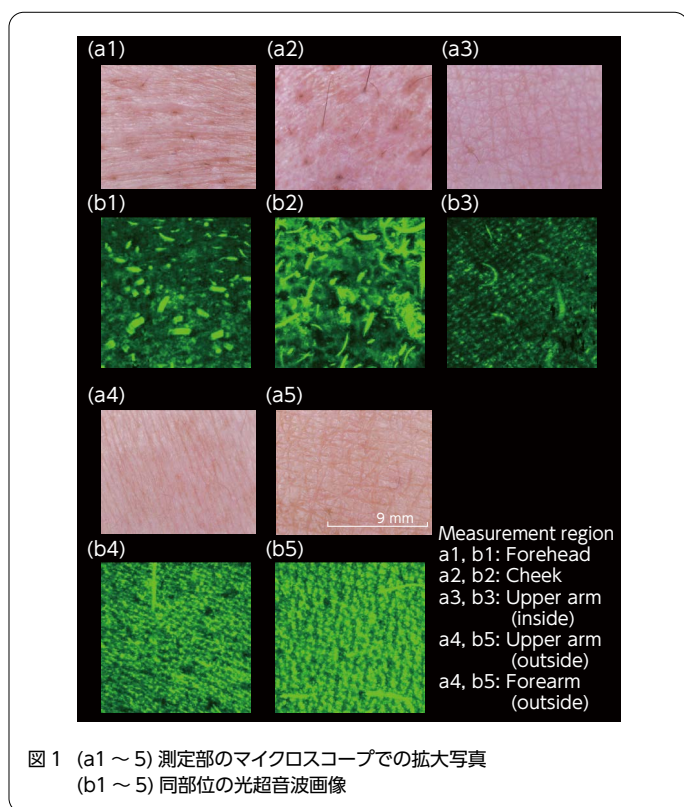 (a1) (a2) (a3)
(b1) (b2) (b3)
(a4) (a5)
9 mm
(b4) (b5)
Measurement region
a1, b1: Forehead
a2, b2: Cheek
a3, b3: Upper arm
(inside)
a4, b5: Upper arm
(outside)
a4, b5: Forearm
(outside)
図 1 (a1 ～ 5) 測定部のマイクロスコープでの拡大写真
(b1 ～ 5) 同部位の光超音波画像